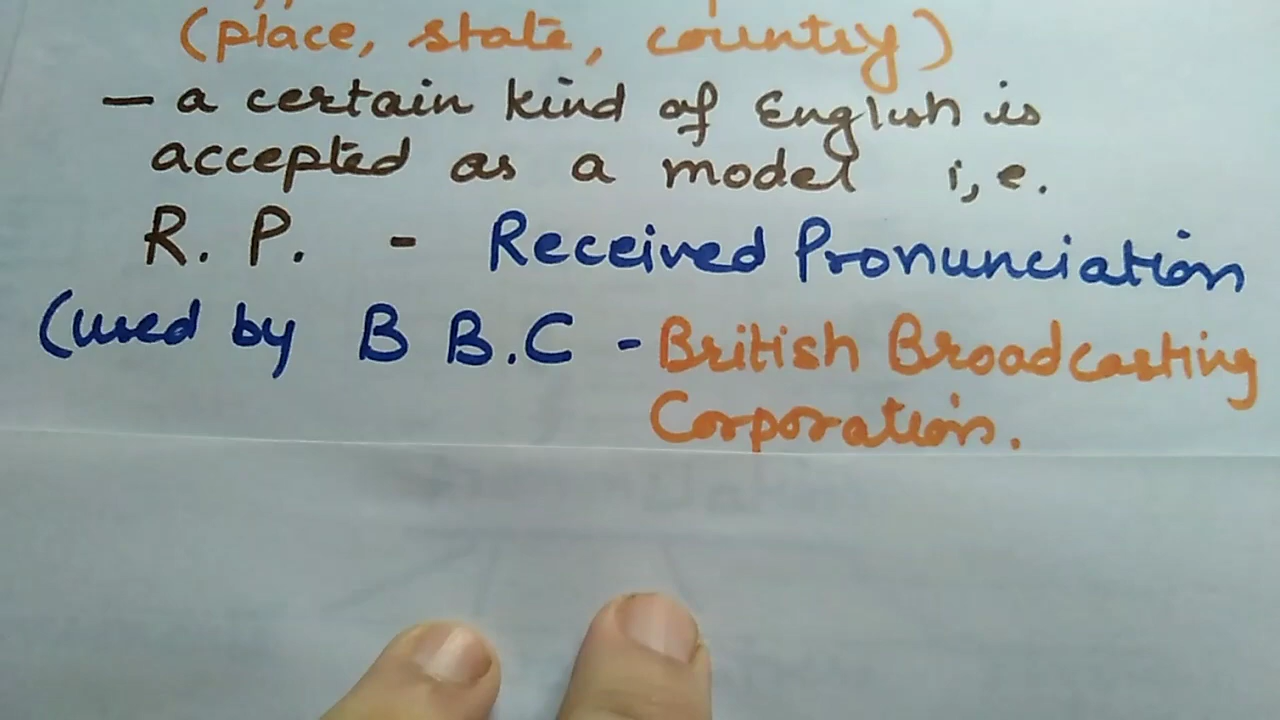 (place, state, country)
– a certain kind of English is
accepted as a model i,e.
R. P. - Received Pronunciation
(used by B B.C - British Broadcasting
Corporation.